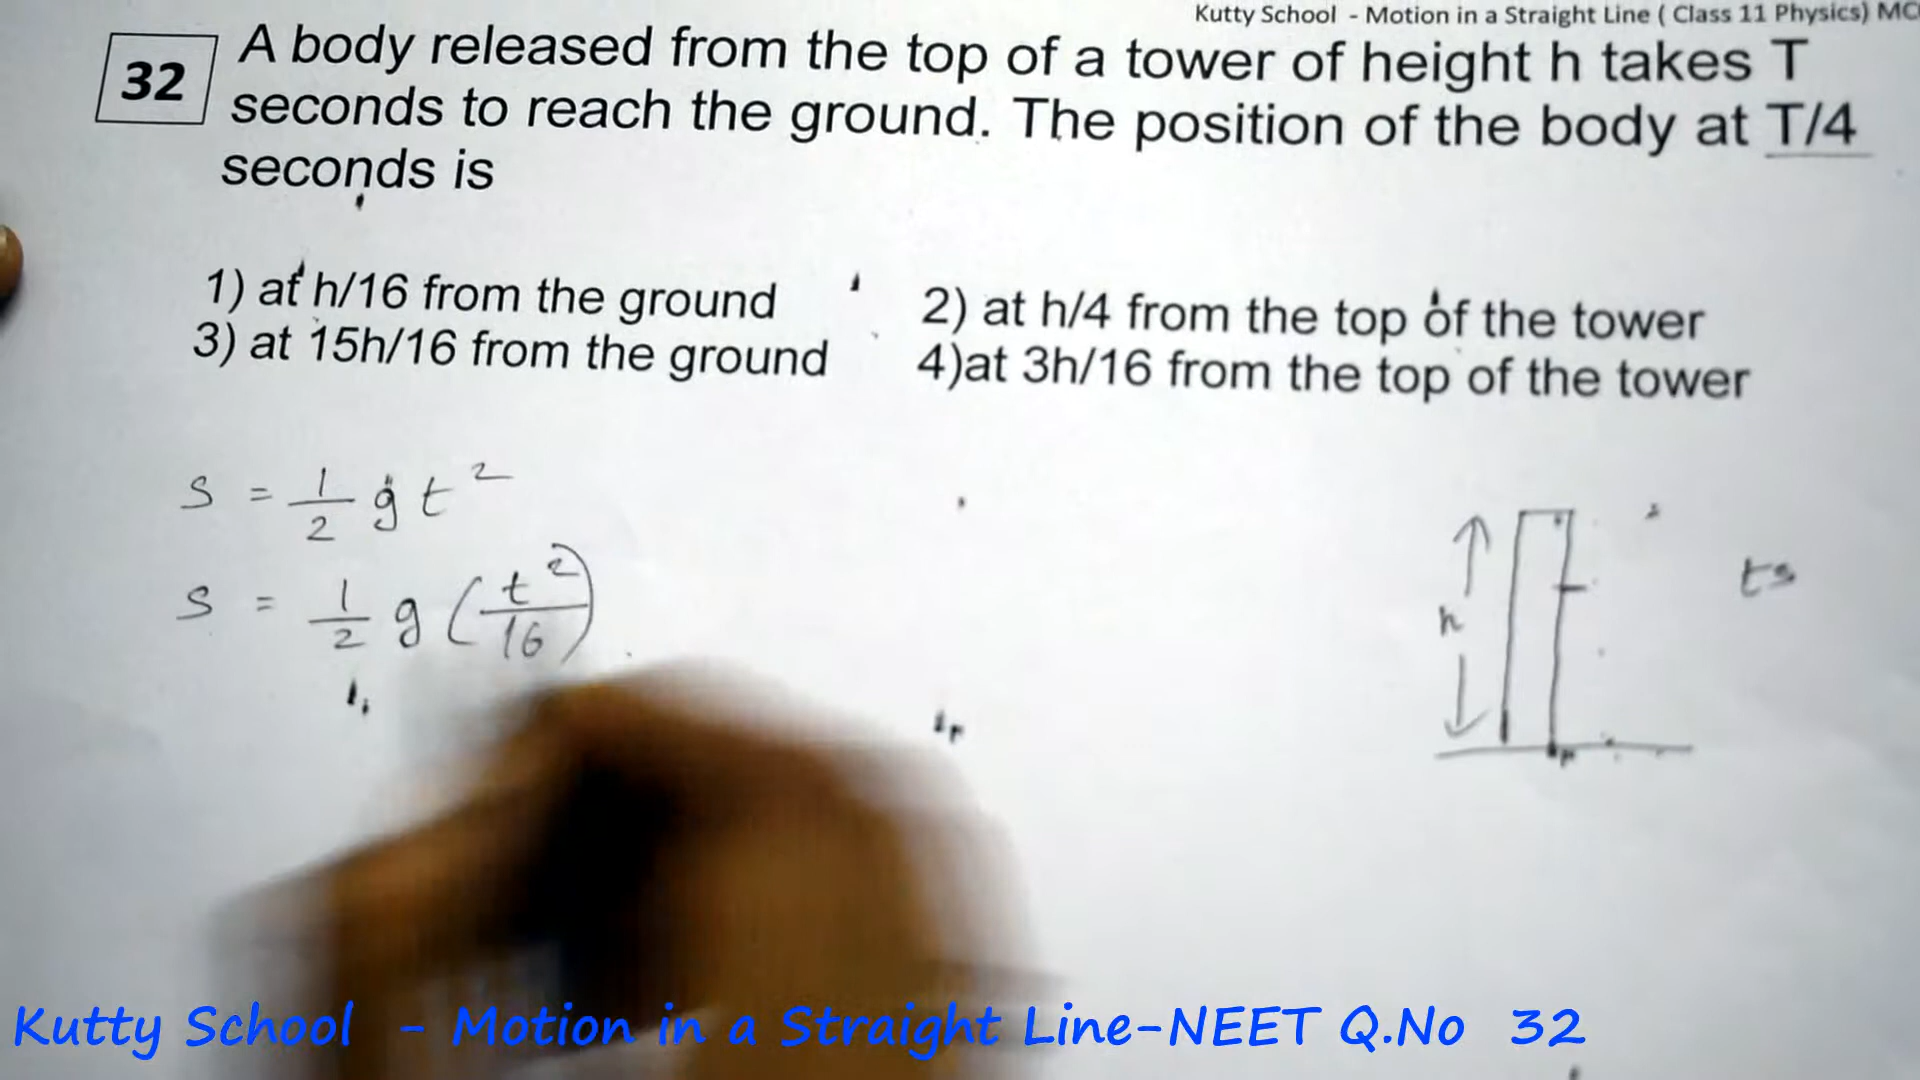 Kutty School - Motion in a Straight Line ( Class 11 Physics) MC
32
A body released from the top of a tower of height h takes T
seconds to reach the ground. The position of the body at T/4
seconds is
1) at h/16 from the ground
2) at h/4 from the top of the tower
3) at 15h/16 from the ground
4)at 3h/16 from the top of the tower
S = 1/2 g t²
S = 1/2 g (t²/16)
h
ts
Kutty School - Motion in a Straight Line-NEET Q.No 32